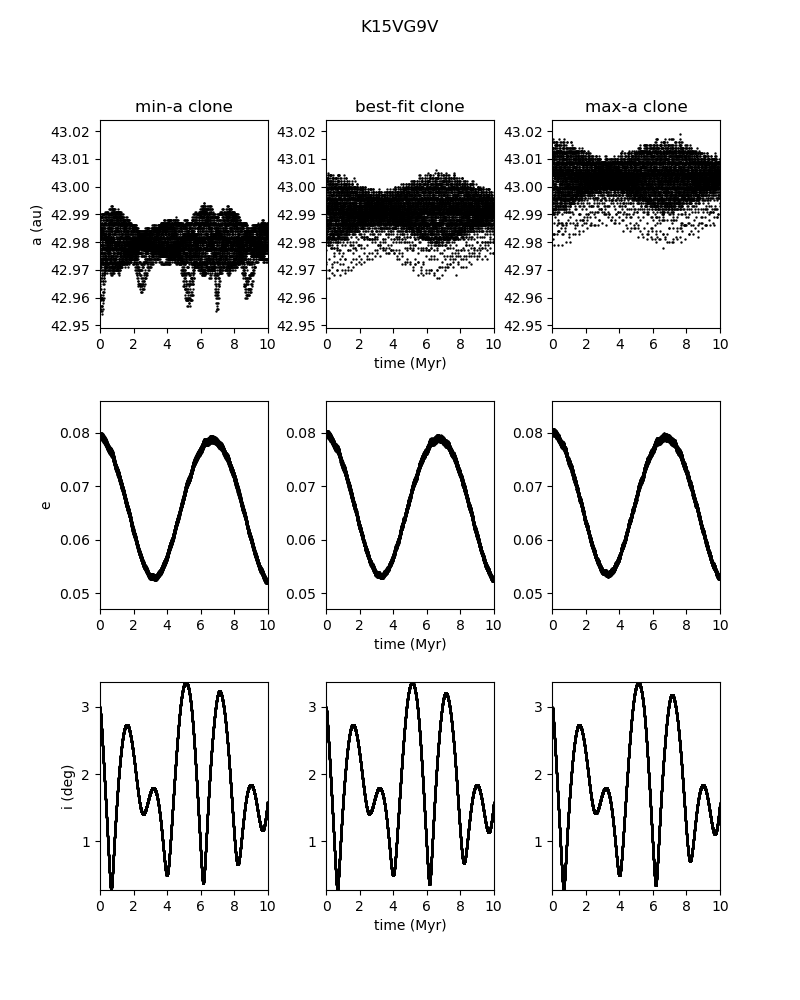 K15VG9V
min-a clone best-fit clone max-a clone
43.02 43.02 43.02
43.01 43.01 43.01
43.00 43.00 43.00
42.99 42.99 42.99
a (au)
42.98 42.98 42.98
42.97 42.97 42.97
42.96 42.96 42.96
42.95 42.95 42.95
0 2 4 6 8 10 0 2 4 6 8 10 0 2 4 6 8 10
time (Myr)
0.08 0.08 0.08
0.07 0.07 0.07
e
0.06 0.06 0.06
0.05 0.05 0.05
0 2 4 6 8 10 0 2 4 6 8 10 0 2 4 6 8 10
time (Myr)
3 3 3
i (deg)
2 2 2
1 1 1
0 2 4 6 8 10 0 2 4 6 8 10 0 2 4 6 8 10
time (Myr)